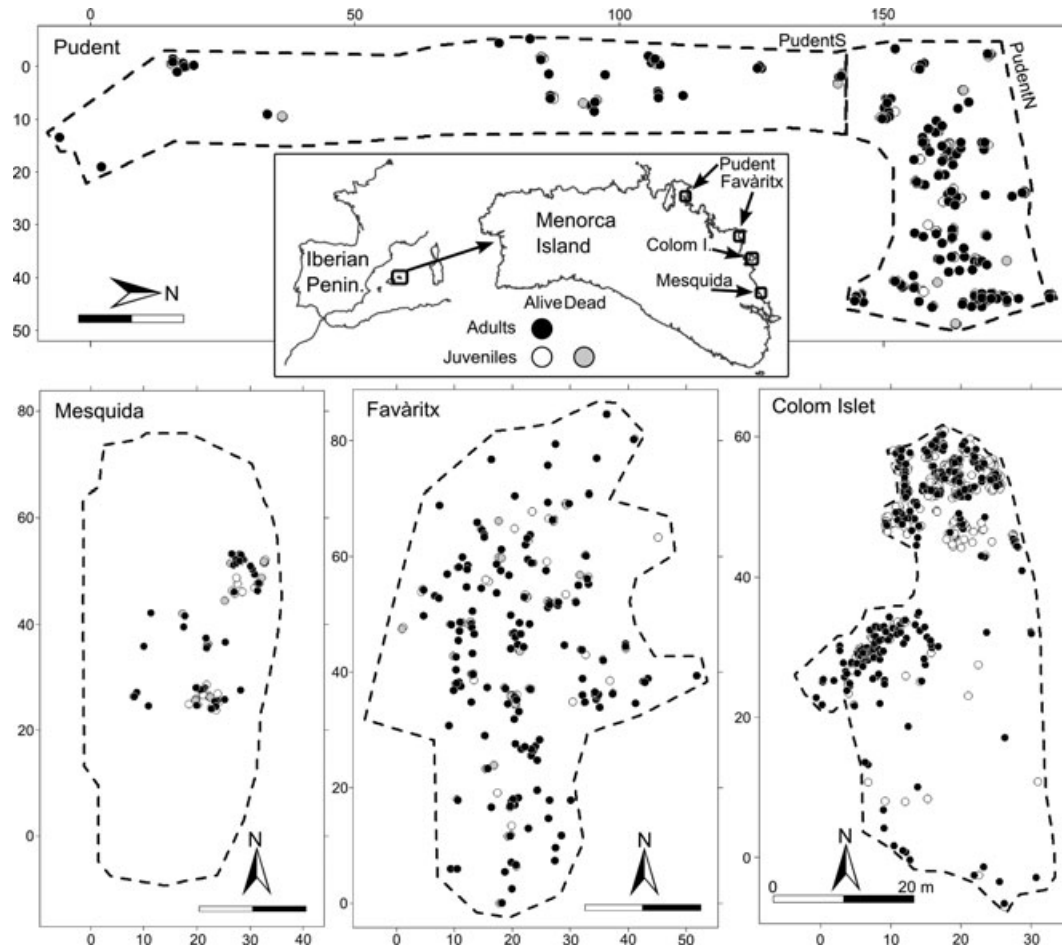 0 50 100 150
Pudent
PudentS
PudentN
0
10
20
30
40
50
N
Iberian
Penin.
Menorca
Island
Pudent
Favàritx
Colom I.
Mesquida
Alive Dead
Adults
Juveniles
Mesquida
80
60
40
20
0
N
0 10 20 30 40
Favàritx
80
60
40
20
0
N
0 10 20 30 40 50
Colom Islet
60
40
20
0
N
0 20 m
0 10 20 30